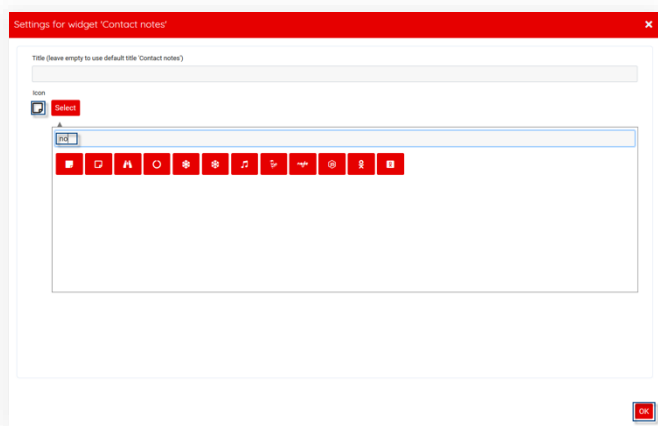 Settings for widget 'Contact notes'
Title (leave empty to use default title 'Contact notes')
Icon
Select
no
OK